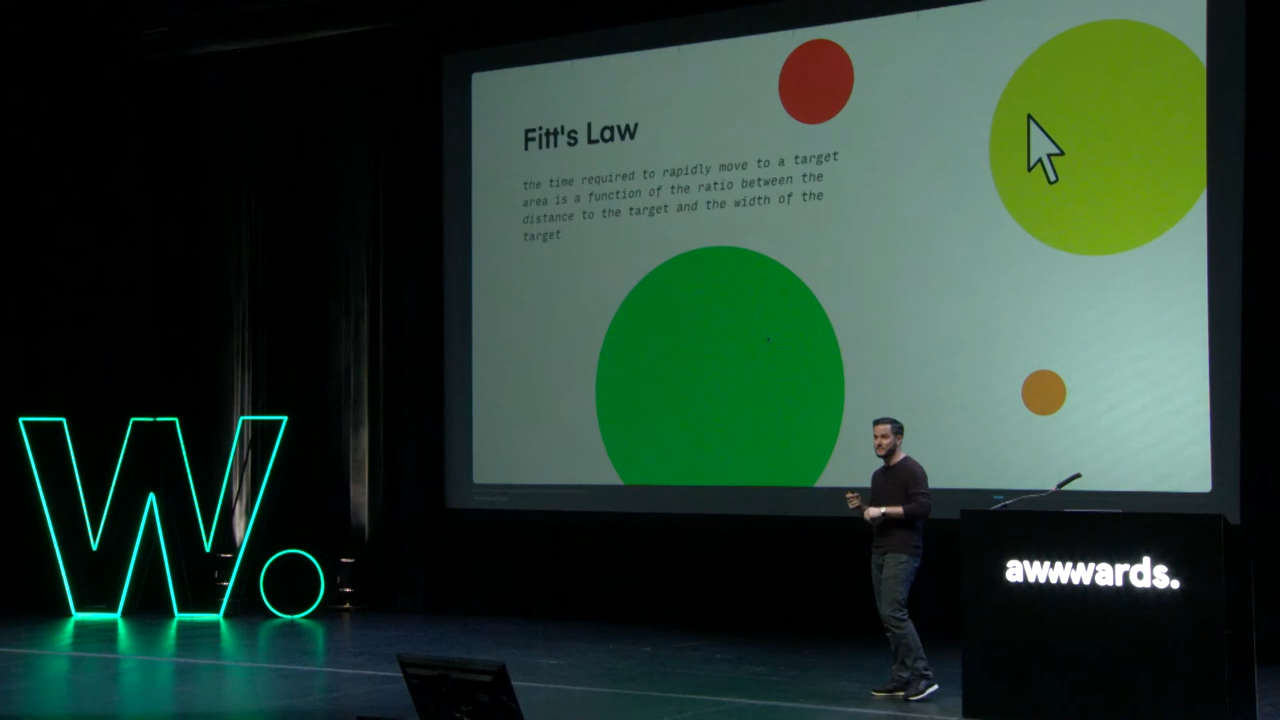 Fitt's Law
the time required to rapidly move to a target
area is a function of the ratio between the
distance to the target and the width of the
target
W.
awwwards.